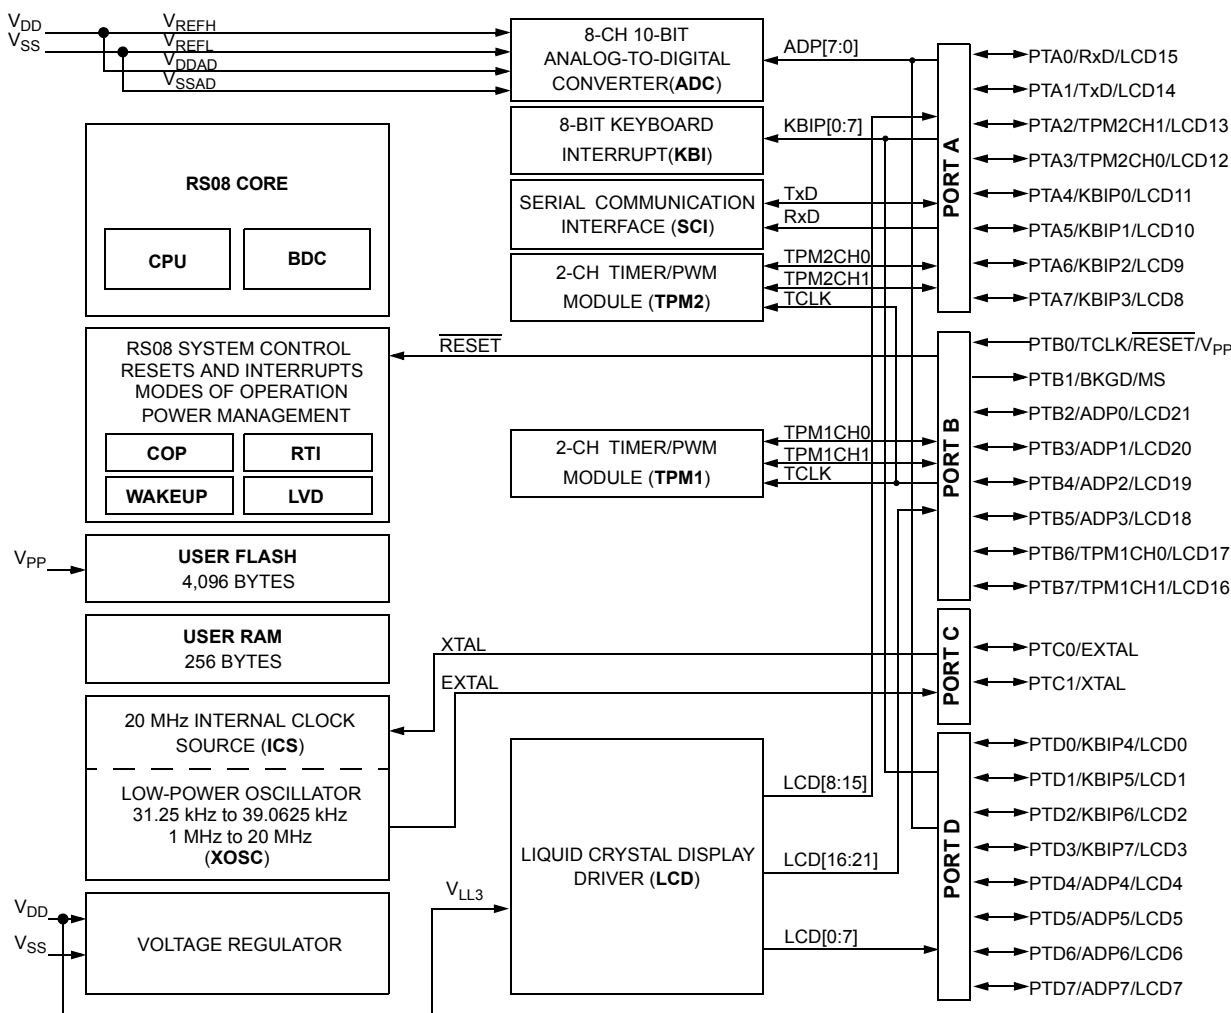 VDD
VSS
VREFH
VREFL
VDDAD
VSSAD
8-CH 10-BIT
ANALOG-TO-DIGITAL
CONVERTER(ADC)
ADP[7:0]
8-BIT KEYBOARD
INTERRUPT(KBI)
KBIP[0:7]
SERIAL COMMUNICATION
INTERFACE (SCI)
TxD
RxD
2-CH TIMER/PWM
MODULE (TPM2)
TPM2CH0
TPM2CH1
TCLK
PORT A
PTA0/RxD/LCD15
PTA1/TxD/LCD14
PTA2/TPM2CH1/LCD13
PTA3/TPM2CH0/LCD12
PTA4/KBIP0/LCD11
PTA5/KBIP1/LCD10
PTA6/KBIP2/LCD9
PTA7/KBIP3/LCD8
RS08 CORE
CPU
BDC
RS08 SYSTEM CONTROL
RESETS AND INTERRUPTS
MODES OF OPERATION
POWER MANAGEMENT
COP
RTI
WAKEUP
LVD
RESET
2-CH TIMER/PWM
MODULE (TPM1)
TPM1CH0
TPM1CH1
TCLK
PORT B
PTB0/TCLK/RESET/VPP
PTB1/BKGD/MS
PTB2/ADP0/LCD21
PTB3/ADP1/LCD20
PTB4/ADP2/LCD19
PTB5/ADP3/LCD18
PTB6/TPM1CH0/LCD17
PTB7/TPM1CH1/LCD16
VPP
USER FLASH
4,096 BYTES
USER RAM
256 BYTES
XTAL
EXTAL
PORT C
PTC0/EXTAL
PTC1/XTAL
20 MHz INTERNAL CLOCK
SOURCE (ICS)
LOW-POWER OSCILLATOR
31.25 kHz to 39.0625 kHz
1 MHz to 20 MHz
(XOSC)
VDD
VSS
VOLTAGE REGULATOR
VLL3
LIQUID CRYSTAL DISPLAY
DRIVER (LCD)
LCD[8:15]
LCD[16:21]
LCD[0:7]
PORT D
PTD0/KBIP4/LCD0
PTD1/KBIP5/LCD1
PTD2/KBIP6/LCD2
PTD3/KBIP7/LCD3
PTD4/ADP4/LCD4
PTD5/ADP5/LCD5
PTD6/ADP6/LCD6
PTD7/ADP7/LCD7